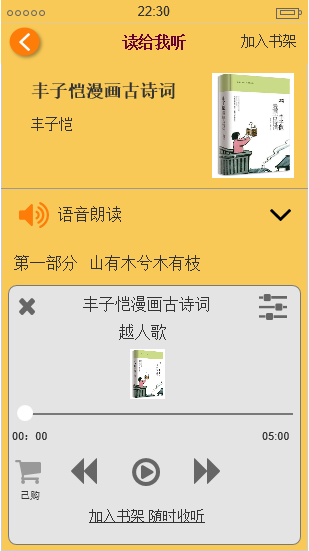 22:30
读给我听
加入书架
丰子恺漫画古诗词
丰子恺
语音朗读
第一部分 山有木兮木有枝
丰子恺漫画古诗词
越人歌
00：00
05:00
已购
加入书架 随时收听